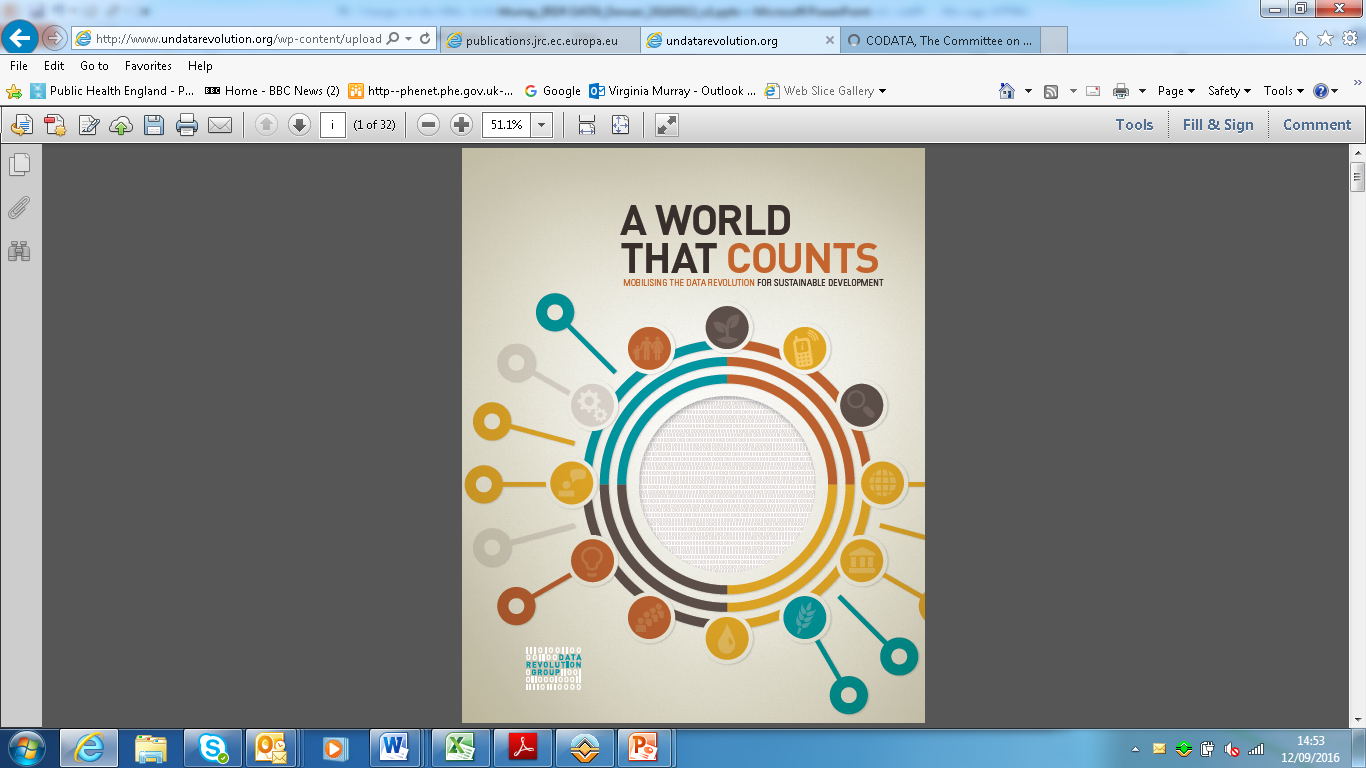 http://www.undatarevolution.org/wp-content/upload
publications.jrc.ec.europa.eu
undatarevolution.org
CODATA, The Committee on ...
File Edit Go to Favorites Help
Public Health England - P...
Home - BBC News (2)
http--phenet.phe.gov.uk-...
Google
Virginia Murray - Outlook ...
Web Slice Gallery
Page
Safety
Tools
i
(1 of 32)
51.1%
Tools
Fill & Sign
Comment
A WORLD
THAT COUNTS
MOBILISING THE DATA REVOLUTION FOR SUSTAINABLE DEVELOPMENT
DATA
REVOLUTION
GROUP
14:53
12/09/2016